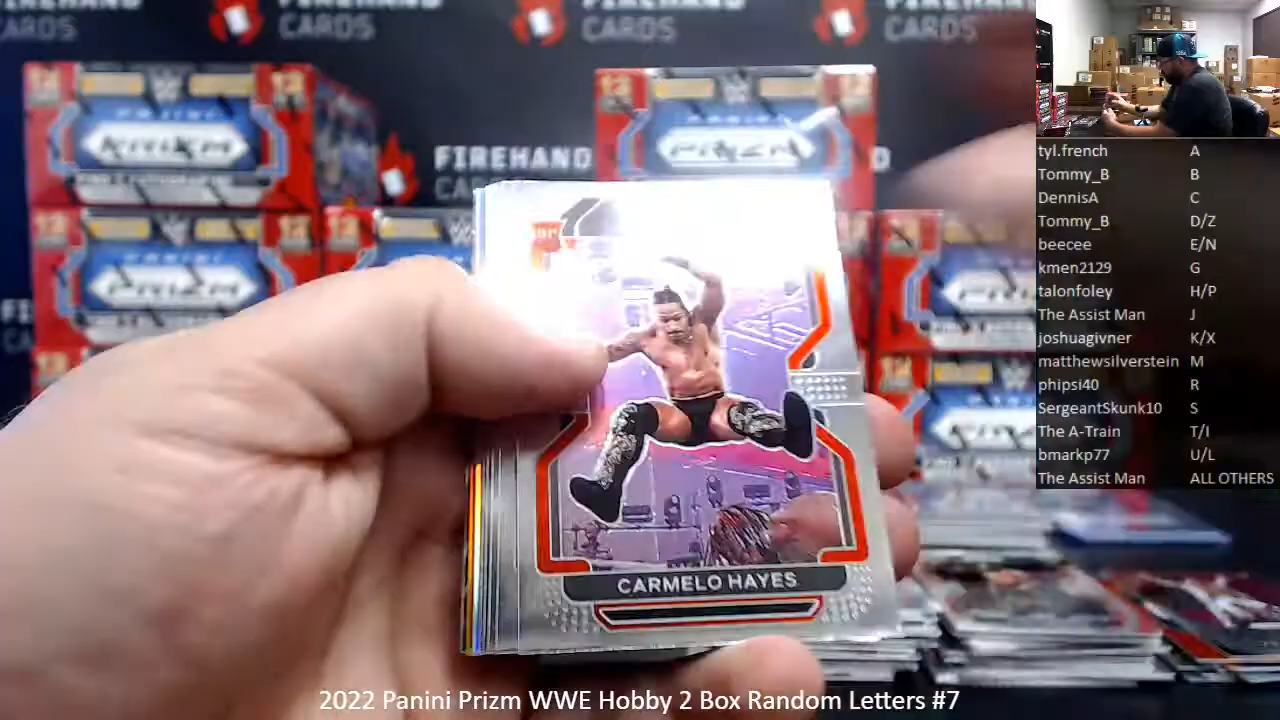 FIREHAND
CARDS
FIREHAND
CARDS
FIREHAND
CARDS
PANINI
PRIZM
PANINI
PRIZM
FIREHAND
CARDS
PANINI
PRIZM
CARMELO HAYES
tyl.french A
Tommy_B B
DennisA C
Tommy_B D/Z
beecee E/N
kmen2129 G
talonfoley H/P
The Assist Man J
joshuagivner K/X
matthewsilverstein M
phipsi40 R
SergeantSkunk10 S
The A-Train T/I
bmarkp77 U/L
The Assist Man ALL OTHERS
2022 Panini Prizm WWE Hobby 2 Box Random Letters #7